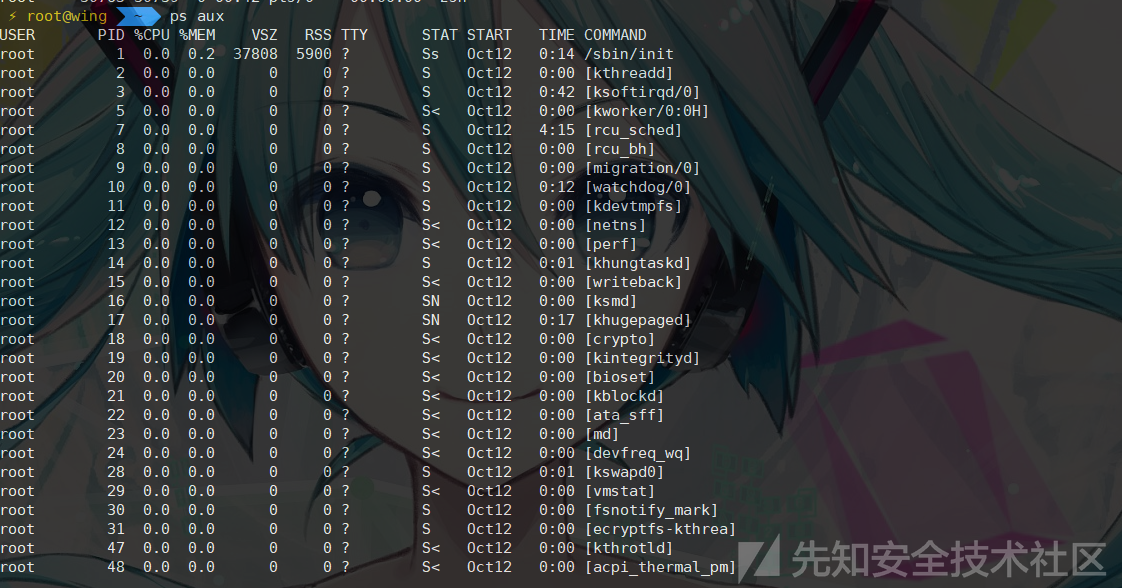 ⚡ root@wing ~ ps aux
USER PID %CPU %MEM VSZ RSS TTY STAT START TIME COMMAND
root 1 0.0 0.2 37808 5900 ? Ss Oct12 0:14 /sbin/init
root 2 0.0 0.0 0 0 ? S Oct12 0:00 [kthreadd]
root 3 0.0 0.0 0 0 ? S Oct12 0:42 [ksoftirqd/0]
root 5 0.0 0.0 0 0 ? S< Oct12 0:00 [kworker/0:0H]
root 7 0.0 0.0 0 0 ? S Oct12 4:15 [rcu_sched]
root 8 0.0 0.0 0 0 ? S Oct12 0:00 [rcu_bh]
root 9 0.0 0.0 0 0 ? S Oct12 0:00 [migration/0]
root 10 0.0 0.0 0 0 ? S Oct12 0:12 [watchdog/0]
root 11 0.0 0.0 0 0 ? S Oct12 0:00 [kdevtmpfs]
root 12 0.0 0.0 0 0 ? S< Oct12 0:00 [netns]
root 13 0.0 0.0 0 0 ? S< Oct12 0:00 [perf]
root 14 0.0 0.0 0 0 ? S Oct12 0:01 [khungtaskd]
root 15 0.0 0.0 0 0 ? S< Oct12 0:00 [writeback]
root 16 0.0 0.0 0 0 ? SN Oct12 0:00 [ksmd]
root 17 0.0 0.0 0 0 ? SN Oct12 0:17 [khugepaged]
root 18 0.0 0.0 0 0 ? S< Oct12 0:00 [crypto]
root 19 0.0 0.0 0 0 ? S< Oct12 0:00 [kintegrityd]
root 20 0.0 0.0 0 0 ? S< Oct12 0:00 [bioset]
root 21 0.0 0.0 0 0 ? S< Oct12 0:00 [kblockd]
root 22 0.0 0.0 0 0 ? S< Oct12 0:00 [ata_sff]
root 23 0.0 0.0 0 0 ? S< Oct12 0:00 [md]
root 24 0.0 0.0 0 0 ? S< Oct12 0:00 [devfreq_wq]
root 28 0.0 0.0 0 0 ? S Oct12 0:01 [kswapd0]
root 29 0.0 0.0 0 0 ? S< Oct12 0:00 [vmstat]
root 30 0.0 0.0 0 0 ? S Oct12 0:00 [fsnotify_mark]
root 31 0.0 0.0 0 0 ? S Oct12 0:00 [ecryptfs-kthrea]
root 47 0.0 0.0 0 0 ? S< Oct12 0:00 [kthrotld]
root 48 0.0 0.0 0 0 ? S< Oct12 0:00 [acpi_thermal_pm]
先知安全技术社区